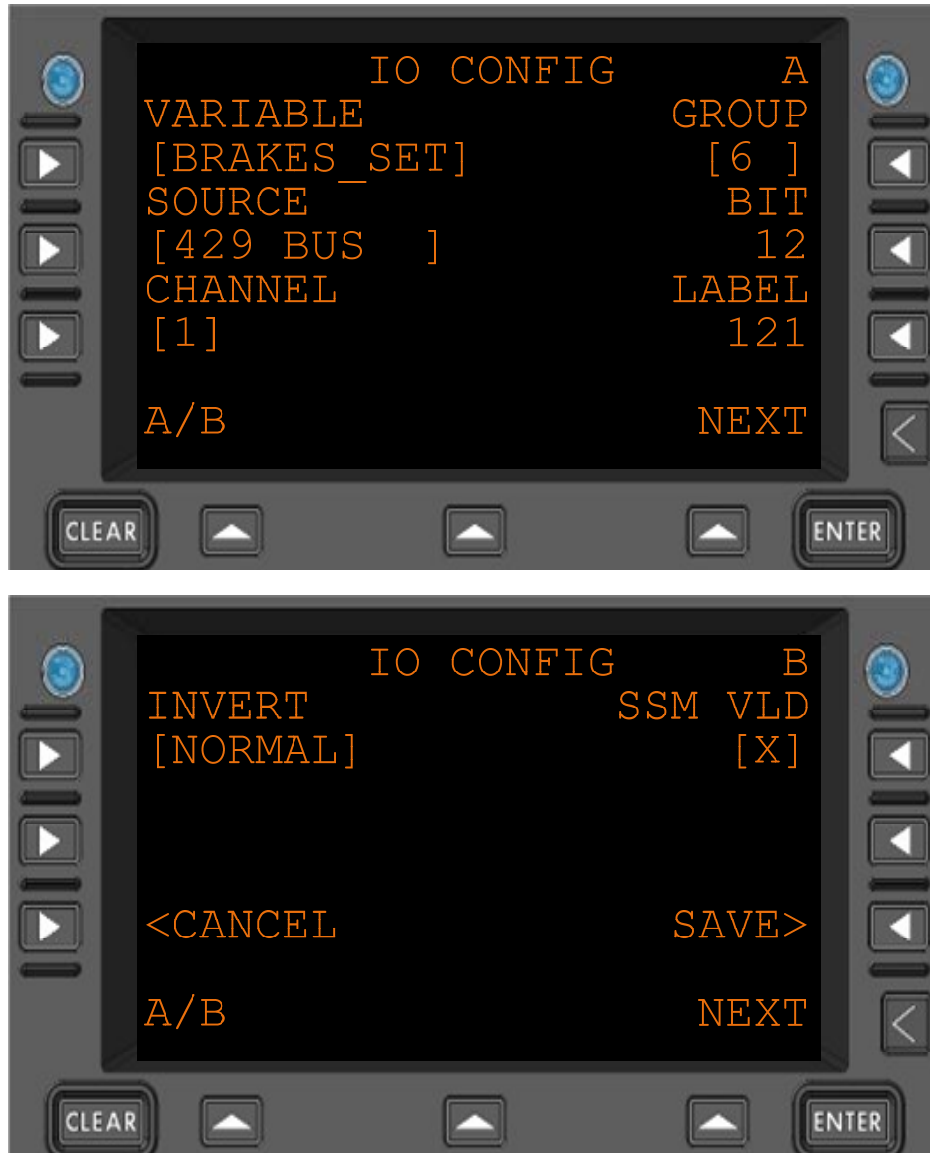 IO CONFIG A
VARIABLE GROUP
[BRAKES_SET] [6 ]
SOURCE BIT
[429 BUS  ] 12
CHANNEL LABEL
[1] 121
A/B NEXT
CLEAR ENTER
IO CONFIG B
INVERT SSM VLD
[NORMAL] [X]
<CANCEL SAVE>
A/B NEXT
CLEAR ENTER